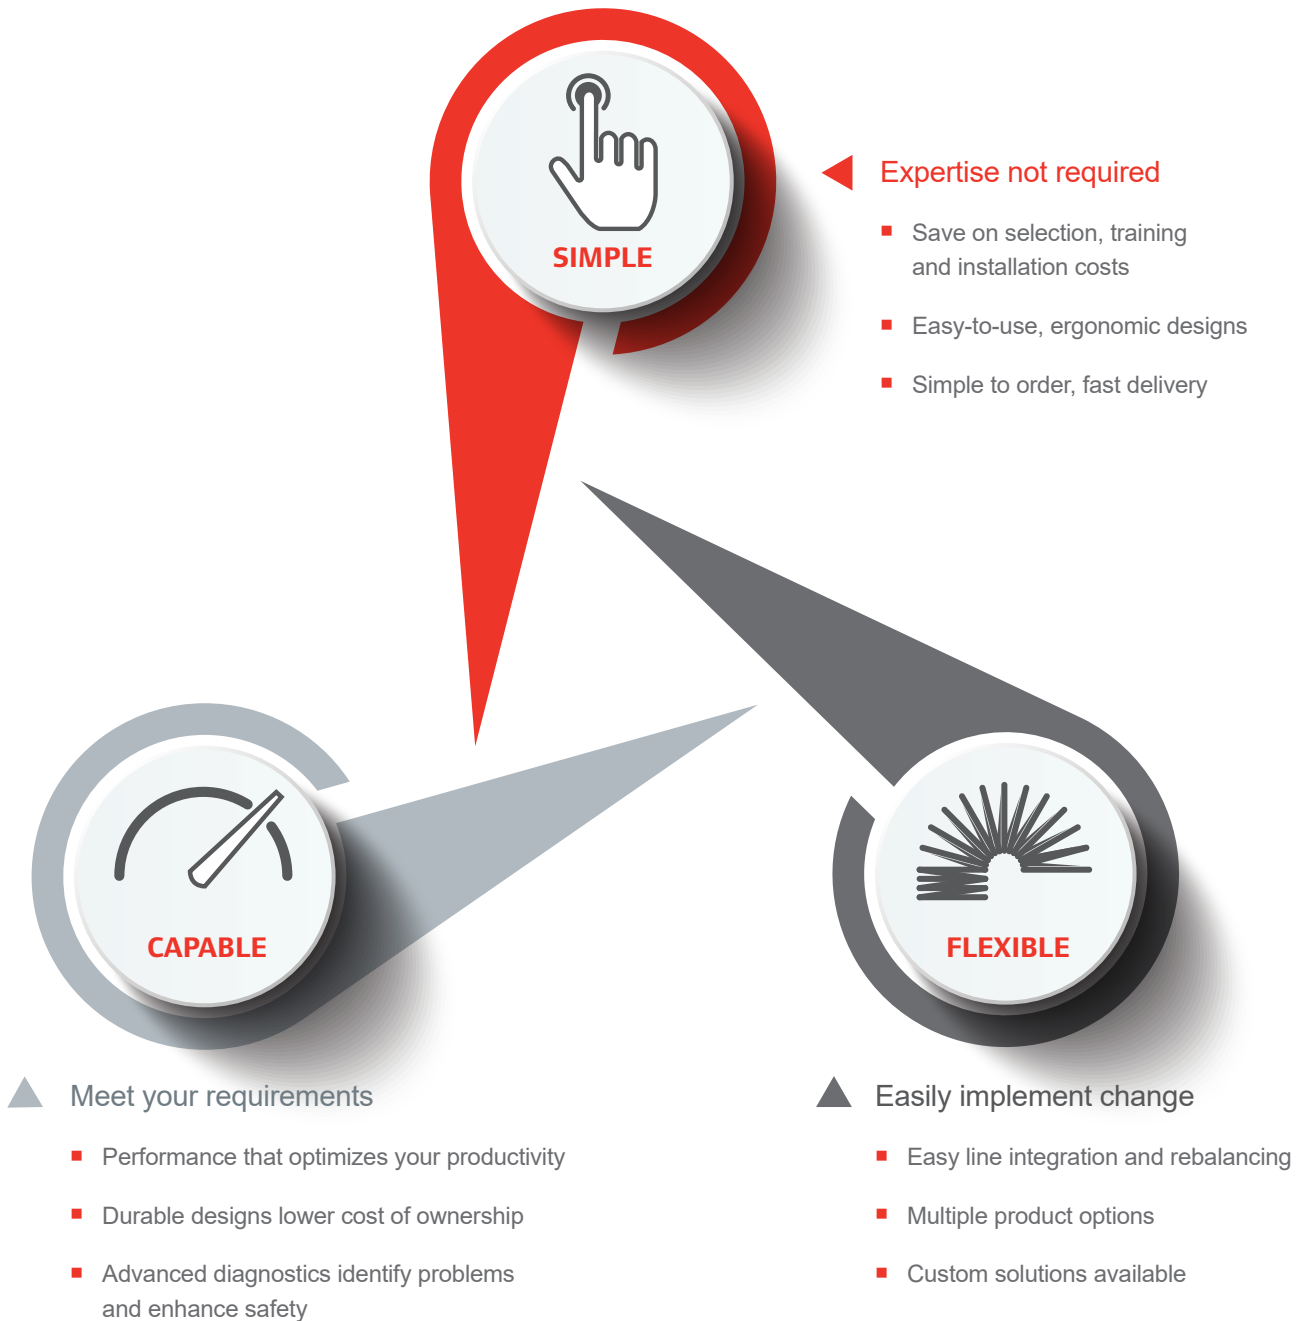 SIMPLE
Expertise not required
Save on selection, training
and installation costs
Easy-to-use, ergonomic designs
Simple to order, fast delivery
CAPABLE
Meet your requirements
Performance that optimizes your productivity
Durable designs lower cost of ownership
Advanced diagnostics identify problems
and enhance safety
FLEXIBLE
Easily implement change
Easy line integration and rebalancing
Multiple product options
Custom solutions available